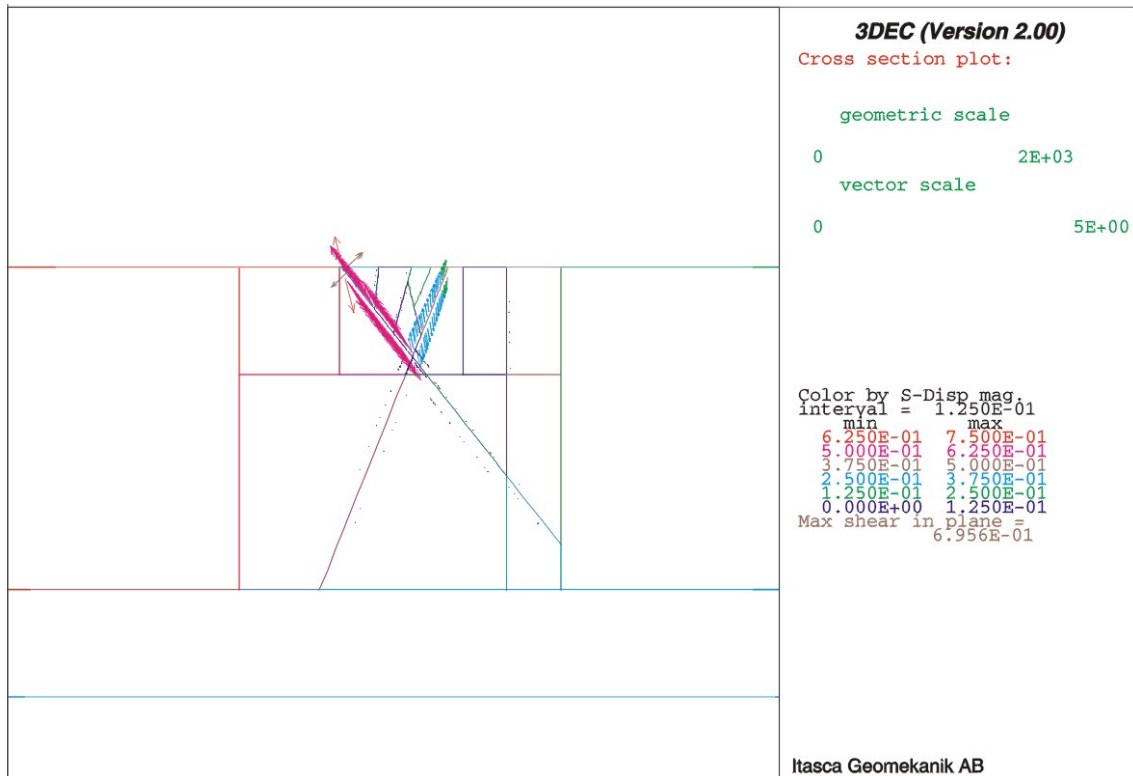 3DEC (Version 2.00)
Cross section plot:
geometric scale
0 2E+03
vector scale
0 5E+00
Color by S-Disp mag.
interval = 1.250E-01
min max
6.250E-01 7.500E-01
5.000E-01 6.250E-01
3.750E-01 5.000E-01
2.500E-01 3.750E-01
1.250E-01 2.500E-01
0.000E+00 1.250E-01
Max shear in plane =
6.956E-01
Itasca Geomekanik AB